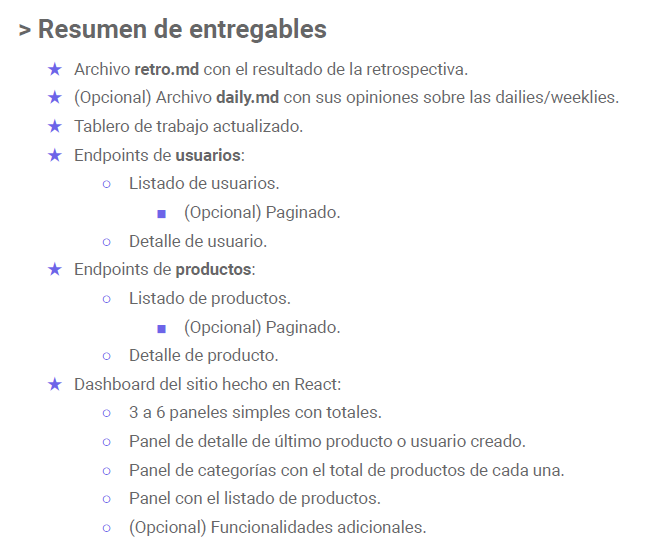 > Resumen de entregables
★ Archivo retro.md con el resultado de la retrospectiva.
★ (Opcional) Archivo daily.md con sus opiniones sobre las dailies/weeklies.
★ Tablero de trabajo actualizado.
★ Endpoints de usuarios:
○ Listado de usuarios.
■ (Opcional) Paginado.
○ Detalle de usuario.
★ Endpoints de productos:
○ Listado de productos.
■ (Opcional) Paginado.
○ Detalle de producto.
★ Dashboard del sitio hecho en React:
○ 3 a 6 paneles simples con totales.
○ Panel de detalle de último producto o usuario creado.
○ Panel de categorías con el total de productos de cada una.
○ Panel con el listado de productos.
○ (Opcional) Funcionalidades adicionales.